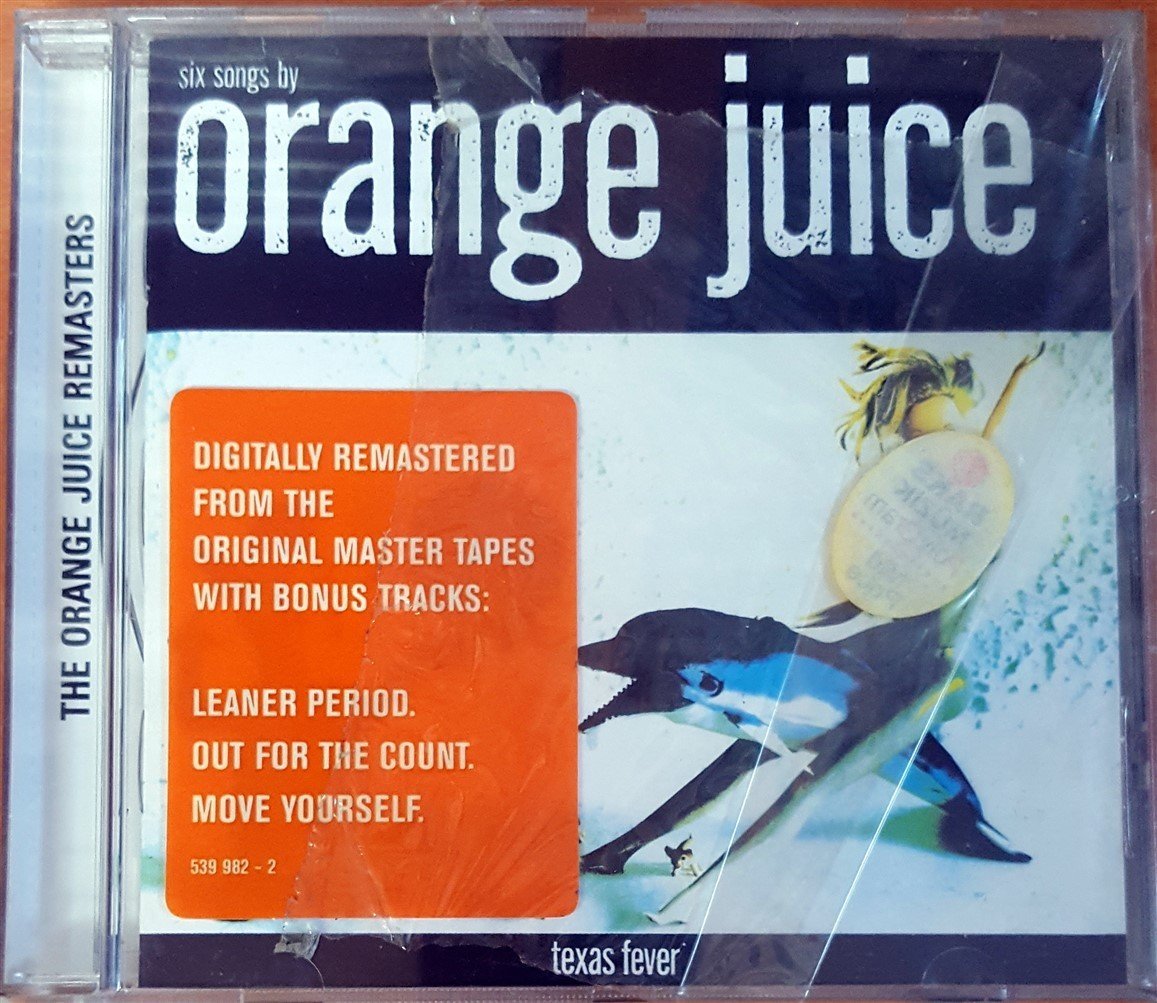 six songs by
orange juice
THE ORANGE JUICE REMASTERS
DIGITALLY REMASTERED
FROM THE
ORIGINAL MASTER TAPES
WITH BONUS TRACKS:
LEANER PERIOD.
OUT FOR THE COUNT.
MOVE YOURSELF.
539 982 - 2
texas fever